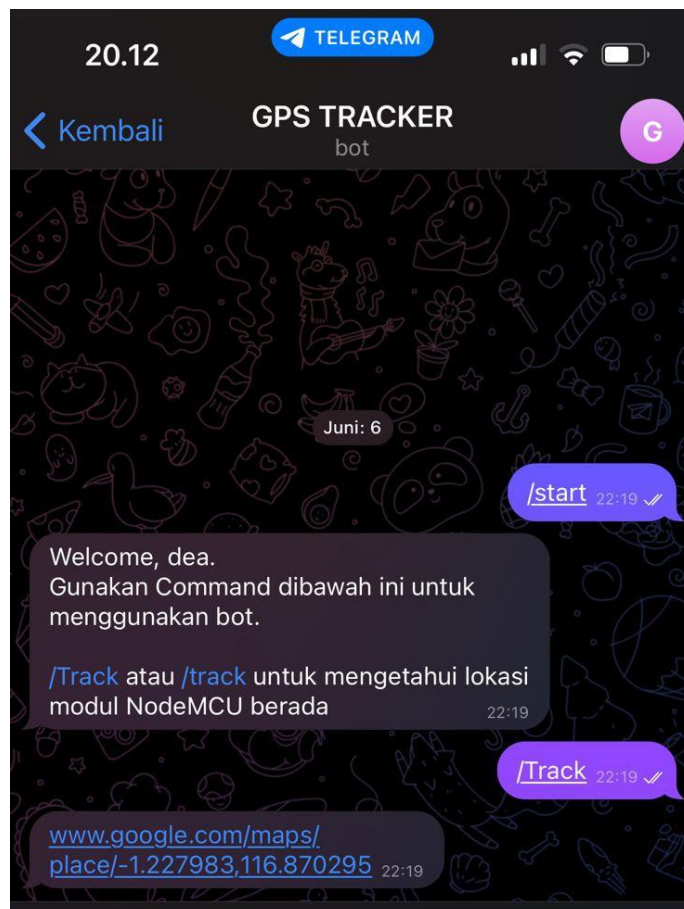 20.12
TELEGRAM
Kembali
GPS TRACKER
bot
G
Juni: 6
/start 22:19
Welcome, dea.
Gunakan Command dibawah ini untuk
menggunakan bot.
/Track atau /track untuk mengetahui lokasi
modul NodeMCU berada 22:19
/Track 22:19
www.google.com/maps/
place/-1.227983,116.870295 22:19